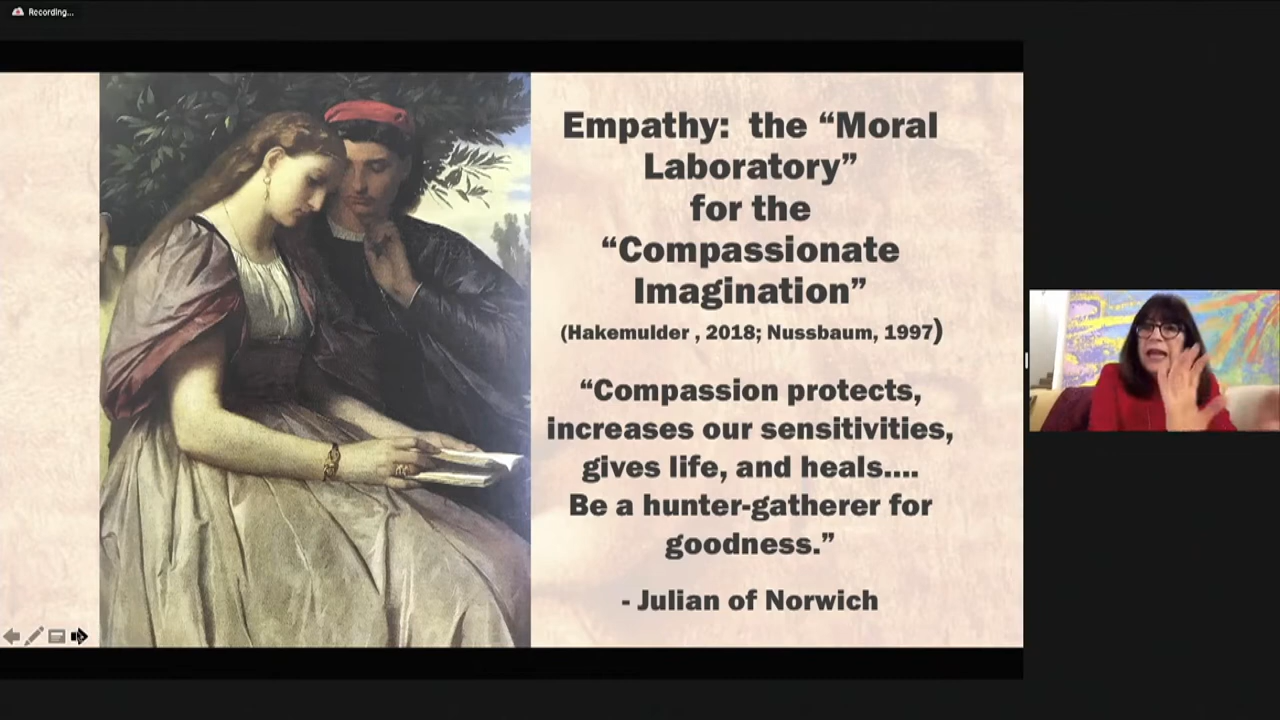 Recording...
Empathy:  the “Moral
Laboratory”
for the
“Compassionate
Imagination”
(Hakemulder , 2018; Nussbaum, 1997)
“Compassion protects,
increases our sensitivities,
gives life, and heals....
Be a hunter-gatherer for
goodness.”
- Julian of Norwich